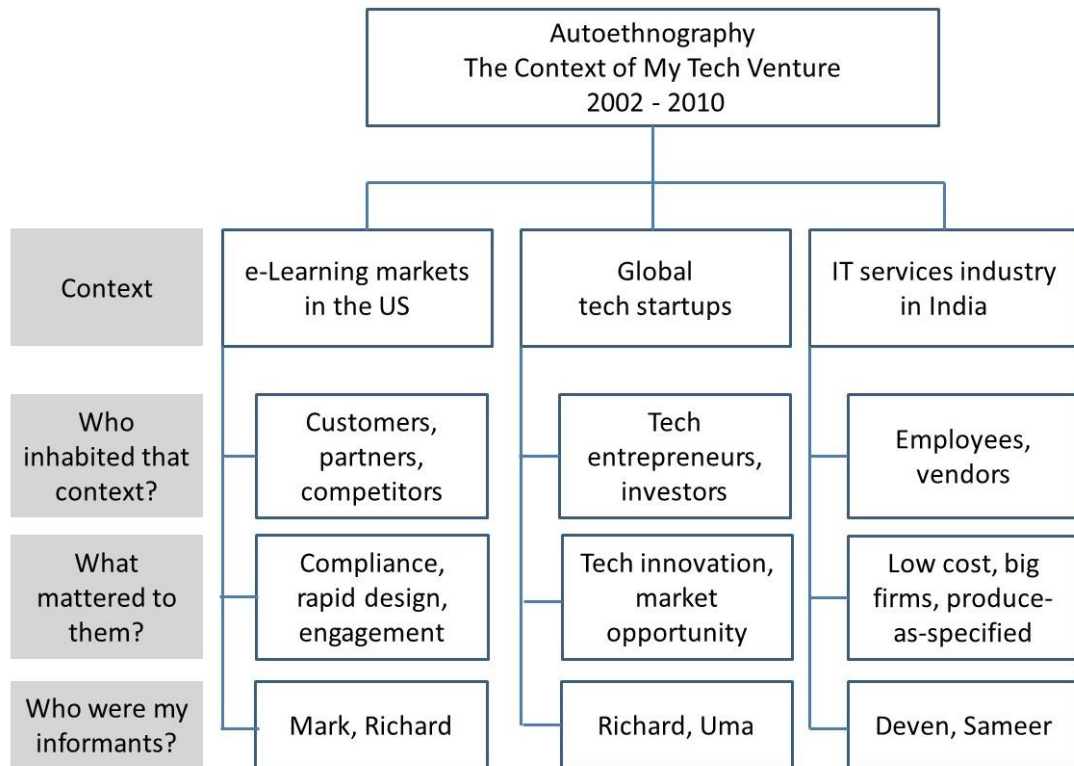 Autoethnography
The Context of My Tech Venture
2002 - 2010
Context
e-Learning markets
in the US
Global
tech startups
IT services industry
in India
Who
inhabited that
context?
Customers,
partners,
competitors
Tech
entrepreneurs,
investors
Employees,
vendors
What
mattered to
them?
Compliance,
rapid design,
engagement
Tech innovation,
market
opportunity
Low cost, big
firms, produce-
as-specified
Who were my
informants?
Mark, Richard
Richard, Uma
Deven, Sameer